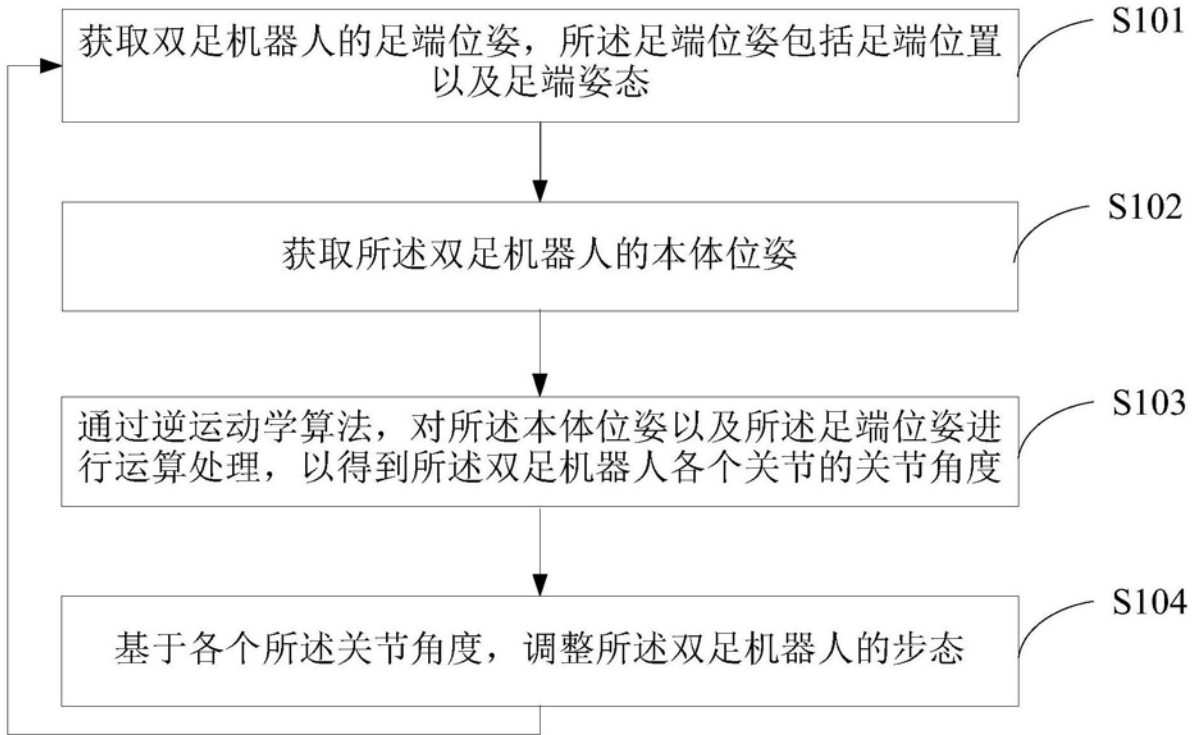 获取双足机器人的足端位姿，所述足端位姿包括足端位置
以及足端姿态
S101
获取所述双足机器人的本体位姿
S102
通过逆运动学算法，对所述本体位姿以及所述足端位姿进
行运算处理，以得到所述双足机器人各个关节的关节角度
S103
基于各个所述关节角度，调整所述双足机器人的步态
S104